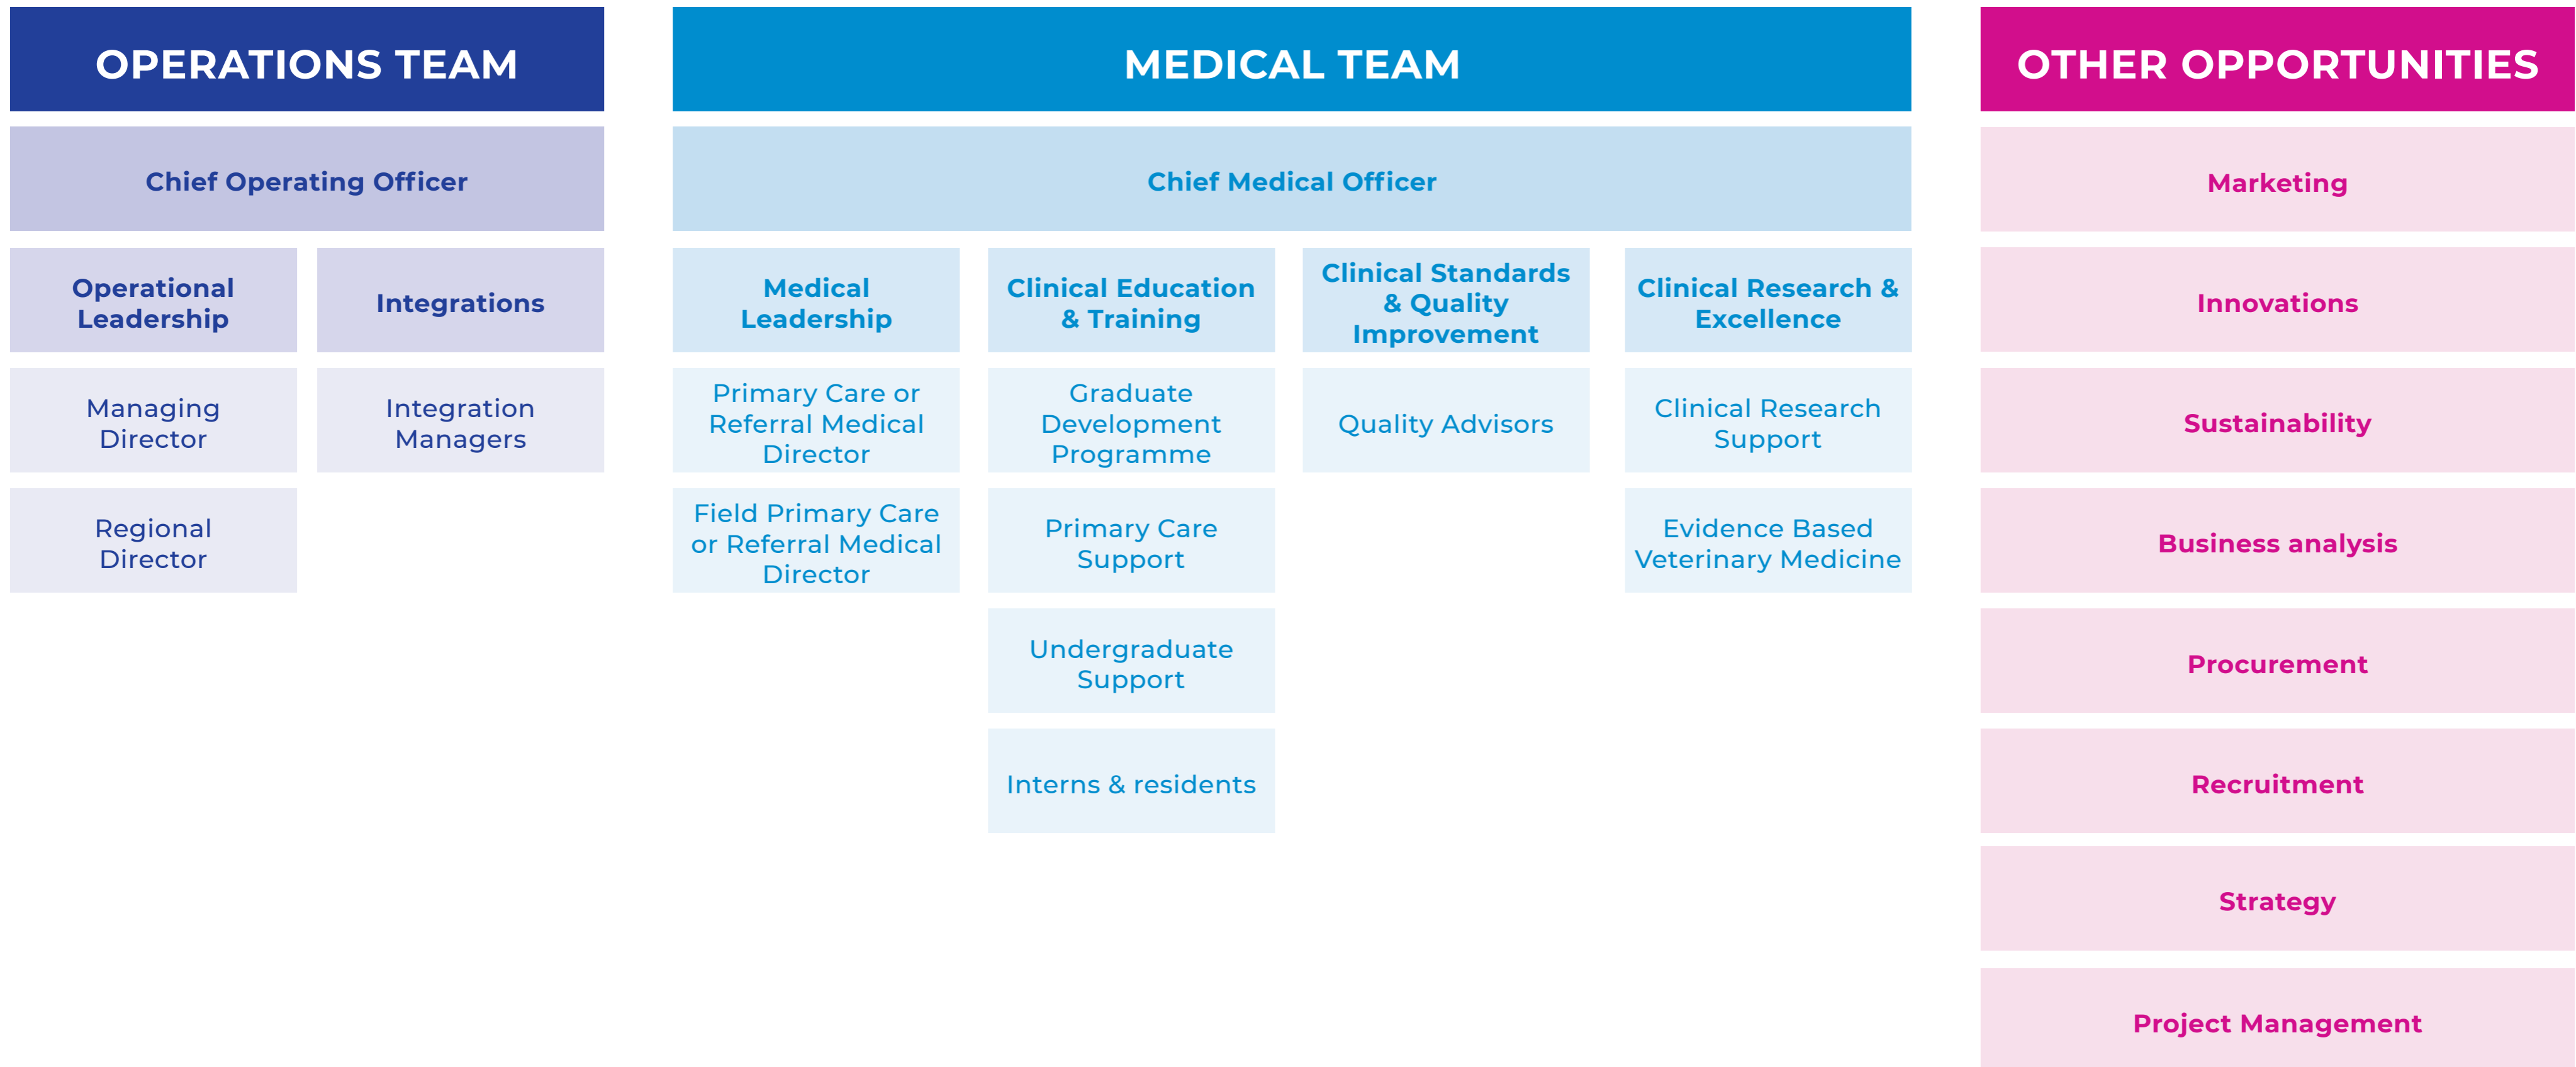 OPERATIONS TEAM
Chief Operating Officer
Operational
Leadership
Managing
Director
Regional
Director
Integrations
Integration
Managers
MEDICAL TEAM
Chief Medical Officer
Medical
Leadership
Primary Care or
Referral Medical
Director
Field Primary Care
or Referral Medical
Director
Clinical Education
& Training
Graduate
Development
Programme
Primary Care
Support
Undergraduate
Support
Interns & residents
Clinical Standards
& Quality
Improvement
Quality Advisors
Clinical Research &
Excellence
Clinical Research
Support
Evidence Based
Veterinary Medicine
OTHER OPPORTUNITIES
Marketing
Innovations
Sustainability
Business analysis
Procurement
Recruitment
Strategy
Project Management